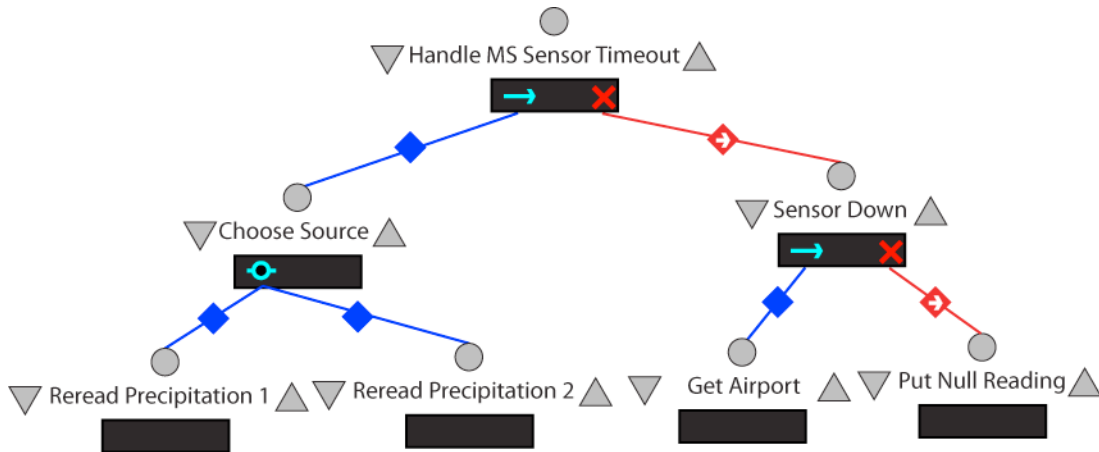 Handle MS Sensor Timeout
Choose Source
Sensor Down
Reread Precipitation 1
Reread Precipitation 2
Get Airport
Put Null Reading